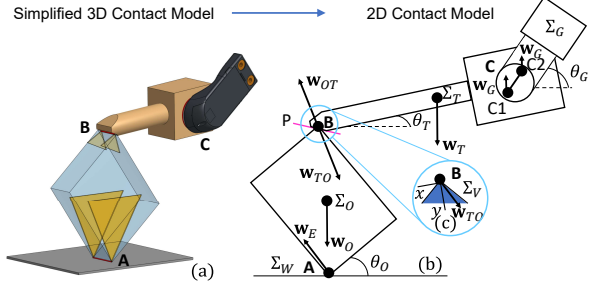 Simplified 3D Contact Model
2D Contact Model
B
C
A
(a)
w_OT
P
B
w_TO
Σ_O
w_E
w_O
Σ_W
A
θ_O
(b)
θ_T
Σ_T
w_T
C
w_G
C2
w_G
C1
Σ_G
θ_G
B
Σ_V
x
y
w_TO
(c)